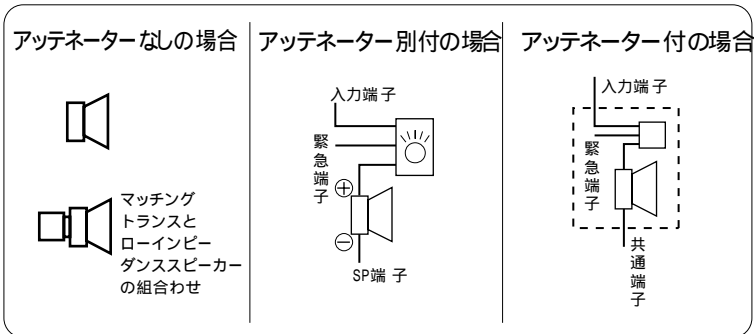 アッテネーターなしの場合
マッチング
トランスと
ローインピー
ダンススピーカー
の組合わせ
アッテネーター別付の場合
入力端子
緊急端子
⊕
⊖
SP端子
アッテネーター付の場合
入力端子
緊急端子
共通端子